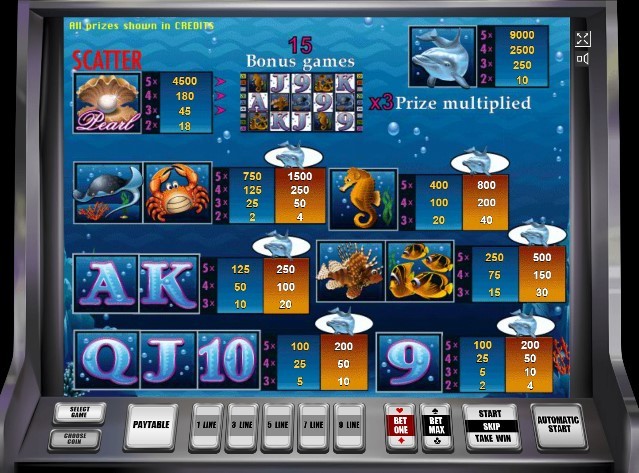 All prizes shown in CREDITS
SCATTER
Pearl
5x 4500
4x 180
3x 45
2x 18
15
Bonus games
x3 Prize multiplied
5x 9000
4x 2500
3x 250
2x 10
5x 750 1500
4x 125 250
3x 25 50
2x 2 4
5x 400 800
4x 100 200
3x 20 40
A K
5x 125 250
4x 50 100
3x 10 20
5x 250 500
4x 75 150
3x 15 30
Q J 10
5x 100 200
4x 25 50
3x 5 10
9
5x 100 200
4x 25 50
3x 5 10
2x 2 4
SELECT GAME
CHOOSE COIN
PAYTABLE
1 LINE
3 LINE
5 LINE
7 LINE
9 LINE
BET ONE
BET MAX
START
SKIP
TAKE WIN
AUTOMATIC START